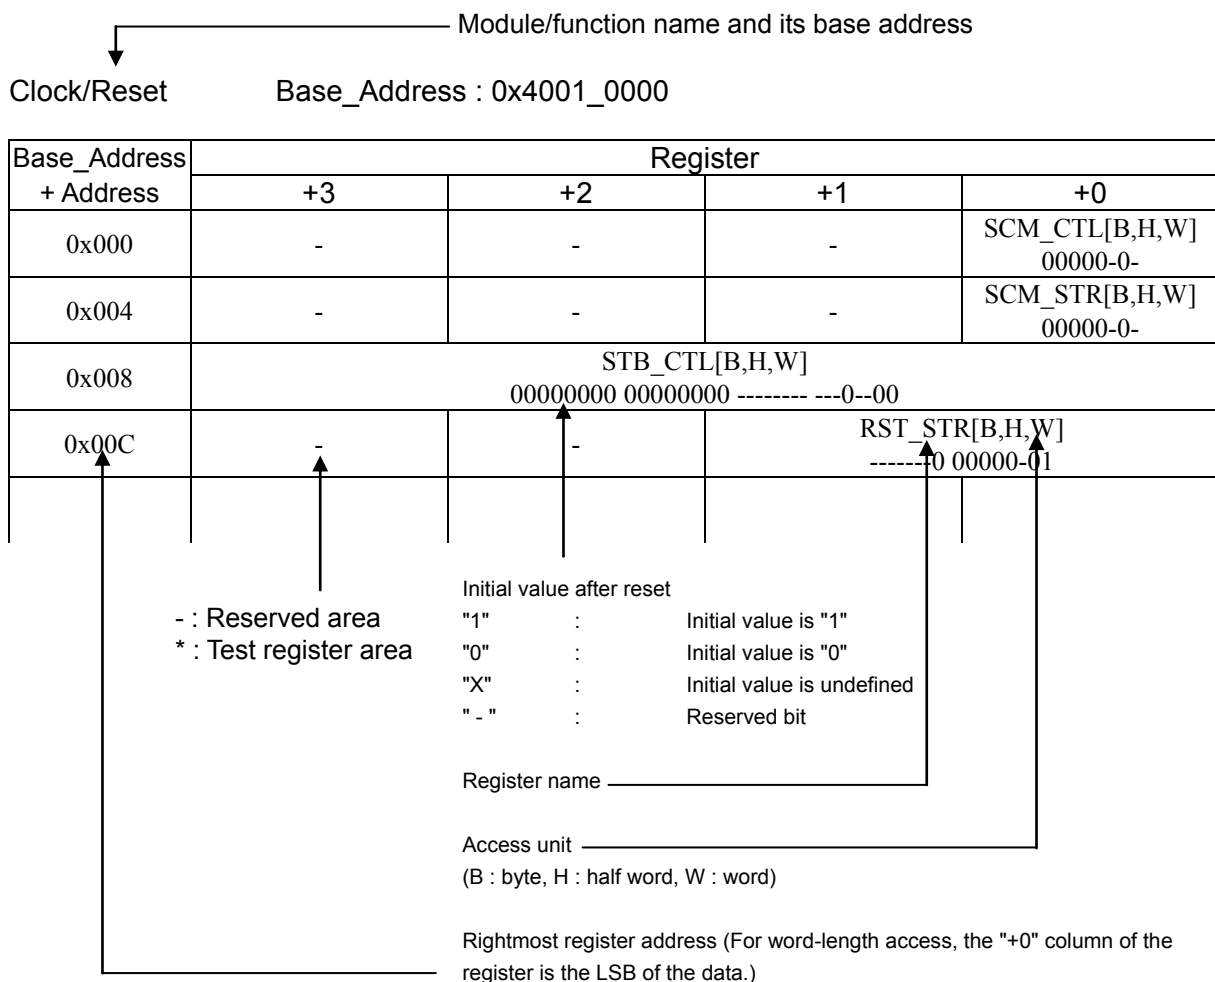 Module/function name and its base address
Clock/Reset Base_Address : 0x4001_0000
Base_Address Register
+ Address +3 +2 +1 +0
0x000 - - - SCM_CTL[B,H,W]
00000-0-
0x004 - - - SCM_STR[B,H,W]
00000-0-
0x008 STB_CTL[B,H,W]
00000000 00000000 -------- ---0--00
0x00C - - RST_STR[B,H,W]
-------0 00000-01
Initial value after reset
- : Reserved area
* : Test register area
"1" : Initial value is "1"
"0" : Initial value is "0"
"X" : Initial value is undefined
" - " : Reserved bit
Register name
Access unit
(B : byte, H : half word, W : word)
Rightmost register address (For word-length access, the "+0" column of the
register is the LSB of the data.)